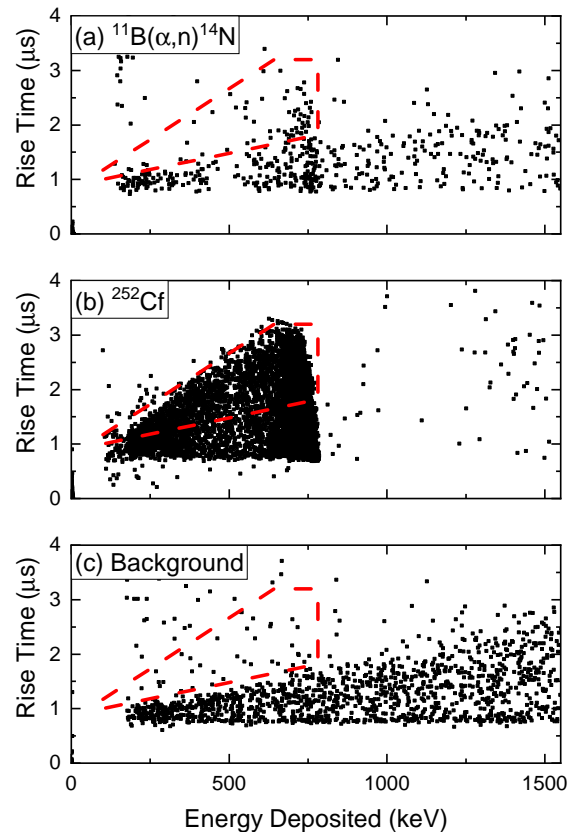 (a) ¹¹B(α,n)¹⁴N
4
3
2
1
0
Rise Time (μs)
(b) ²⁵²Cf
4
3
2
1
0
Rise Time (μs)
(c) Background
4
3
2
1
0
Rise Time (μs)
0 500 1000 1500
Energy Deposited (keV)